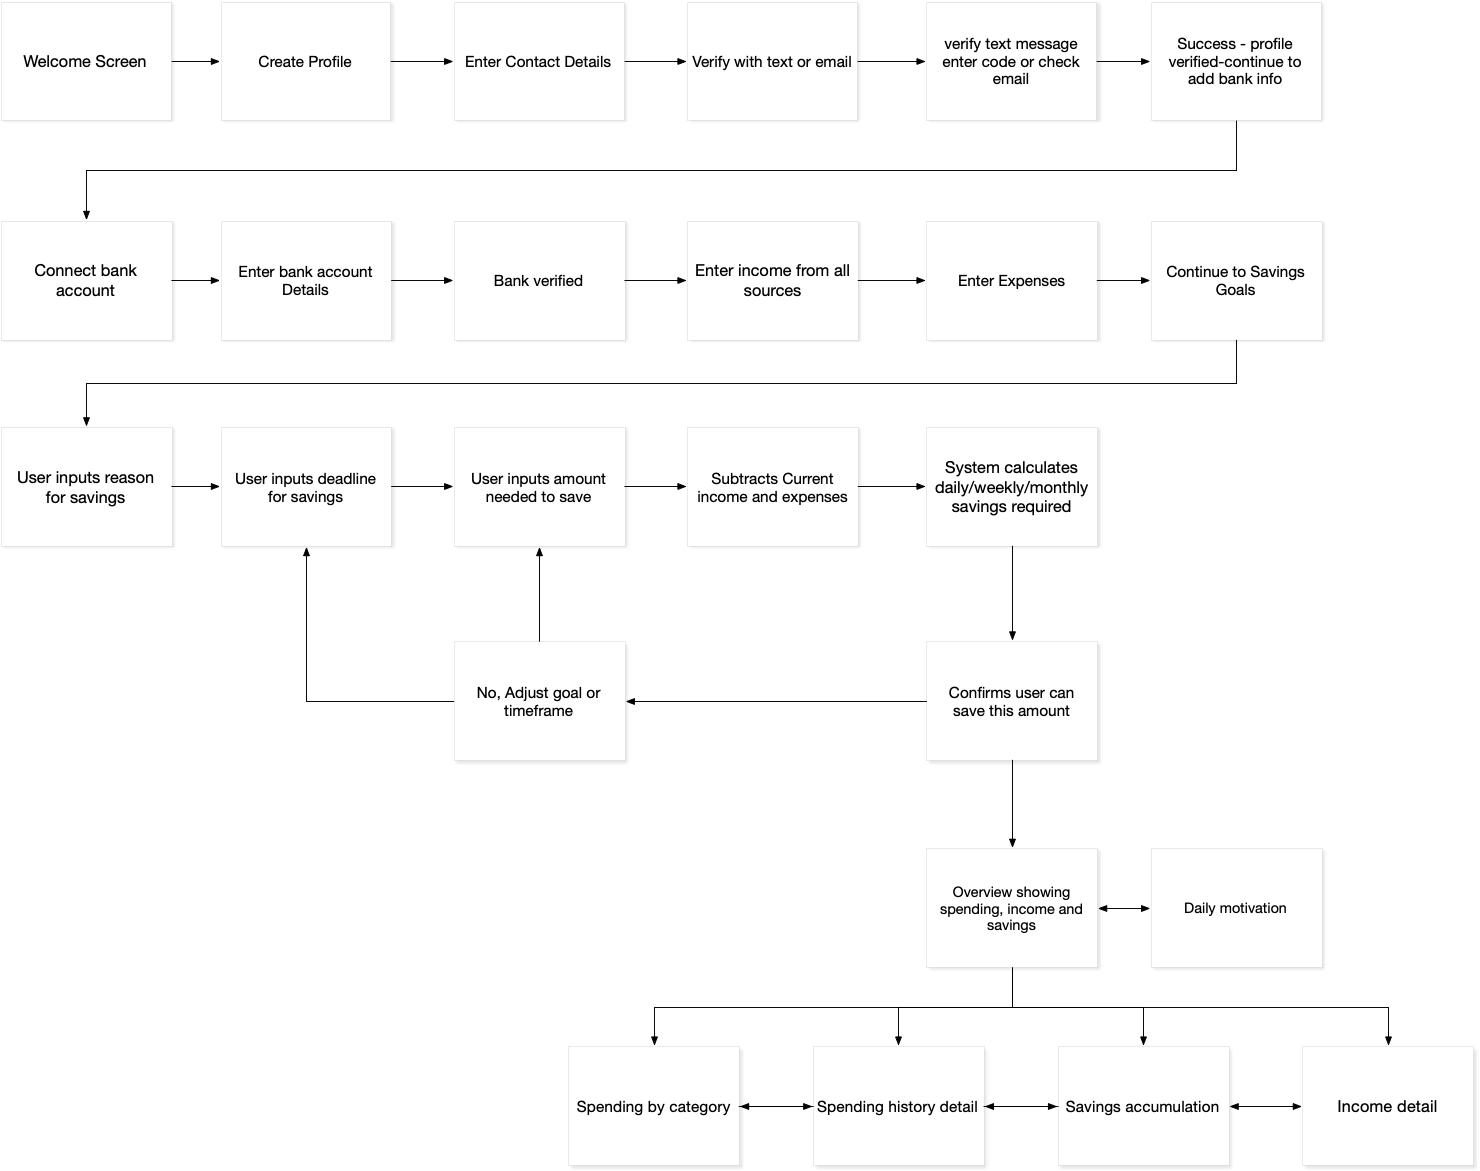 Welcome Screen
Create Profile
Enter Contact Details
Verify with text or email
verify text message
enter code or check
email
Success - profile
verified-continue to
add bank info
Connect bank
account
Enter bank account
Details
Bank verified
Enter income from all
sources
Enter Expenses
Continue to Savings
Goals
User inputs reason
for savings
User inputs deadline
for savings
User inputs amount
needed to save
Subtracts Current
income and expenses
System calculates
daily/weekly/monthly
savings required
No, Adjust goal or
timeframe
Confirms user can
save this amount
Overview showing
spending, income and
savings
Daily motivation
Spending by category
Spending history detail
Savings accumulation
Income detail